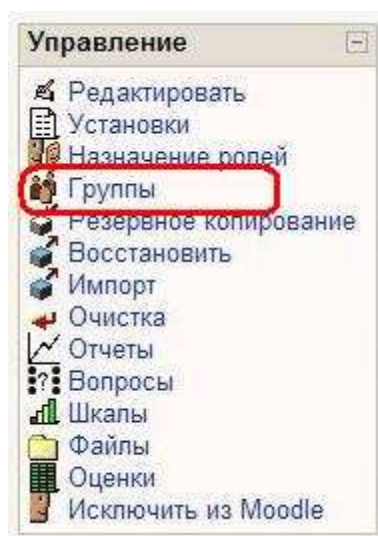 Управление
Редактировать
Установки
Назначение ролей
Группы
Резервное копирование
Восстановить
Импорт
Очистка
Отчеты
Вопросы
Шкалы
Файлы
Оценки
Исключить из Moodle